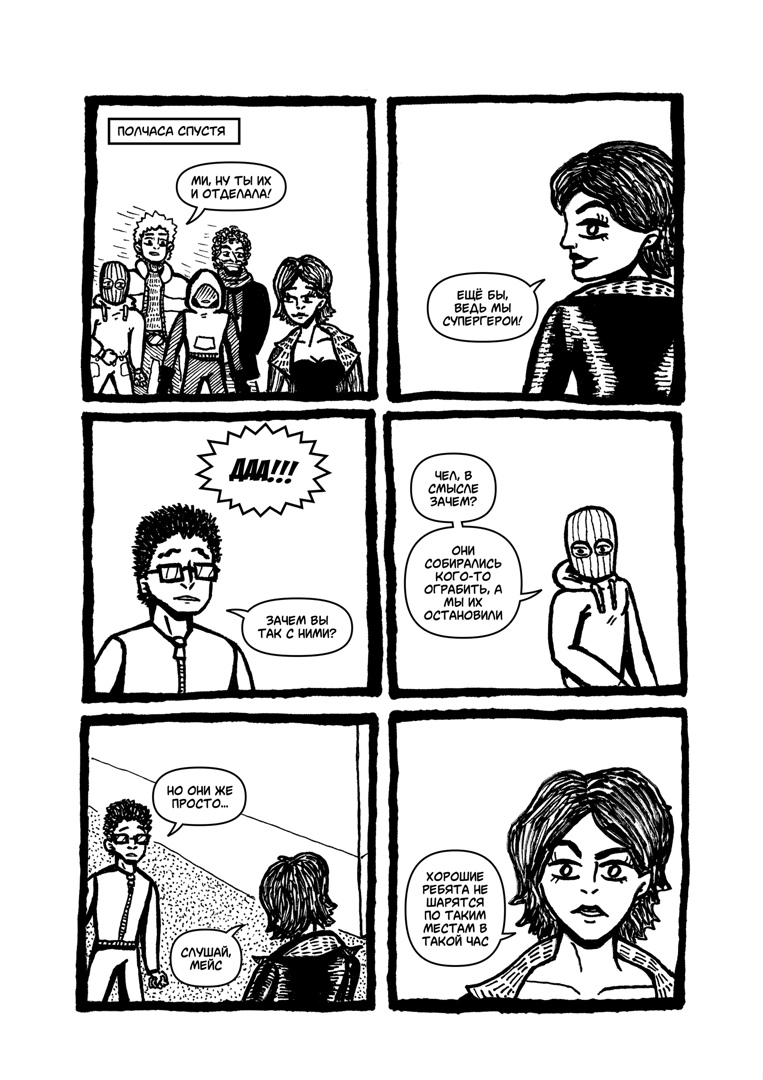 ПОЛЧАСА СПУСТЯ
МИ, НУ ТЫ ИХ
И ОТДЕЛАЛА!
ЕЩЁ БЫ,
ВЕДЬ МЫ
СУПЕРГЕРОИ!
ДАА!!!
ЗАЧЕМ ВЫ
ТАК С НИМИ?
ЧЕЛ, В
СМЫСЛЕ
ЗАЧЕМ?
ОНИ
СОБИРАЛИСЬ
КОГО-ТО
ОГРАБИТЬ, А
МЫ ИХ
ОСТАНОВИЛИ
НО ОНИ ЖЕ
ПРОСТО...
СЛУШАЙ,
МЕЙС
ХОРОШИЕ
РЕБЯТА НЕ
ШАРЯТСЯ
ПО ТАКИМ
МЕСТАМ В
ТАКОЙ ЧАС